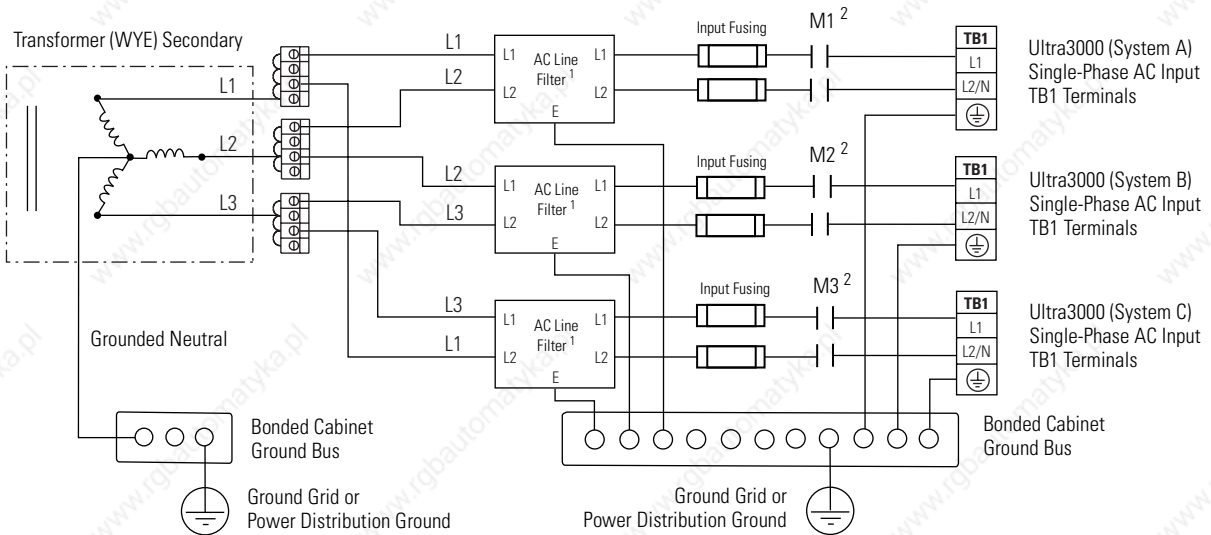 Transformer (WYE) Secondary
L1
L2
L3
L1
L2
L1
L2
AC Line
Filter 1
L1
L2
E
Input Fusing
M1 2
TB1
L1
L2/N
Ultra3000 (System A)
Single-Phase AC Input
TB1 Terminals
L2
L3
L1
L2
AC Line
Filter 1
L1
L2
E
Input Fusing
M2 2
TB1
L1
L2/N
Ultra3000 (System B)
Single-Phase AC Input
TB1 Terminals
L3
L1
L1
L2
AC Line
Filter 1
L1
L2
E
Input Fusing
M3 2
TB1
L1
L2/N
Ultra3000 (System C)
Single-Phase AC Input
TB1 Terminals
Grounded Neutral
Bonded Cabinet
Ground Bus
Ground Grid or
Power Distribution Ground
Bonded Cabinet
Ground Bus
Ground Grid or
Power Distribution Ground
www.rgbautomatyka.pl